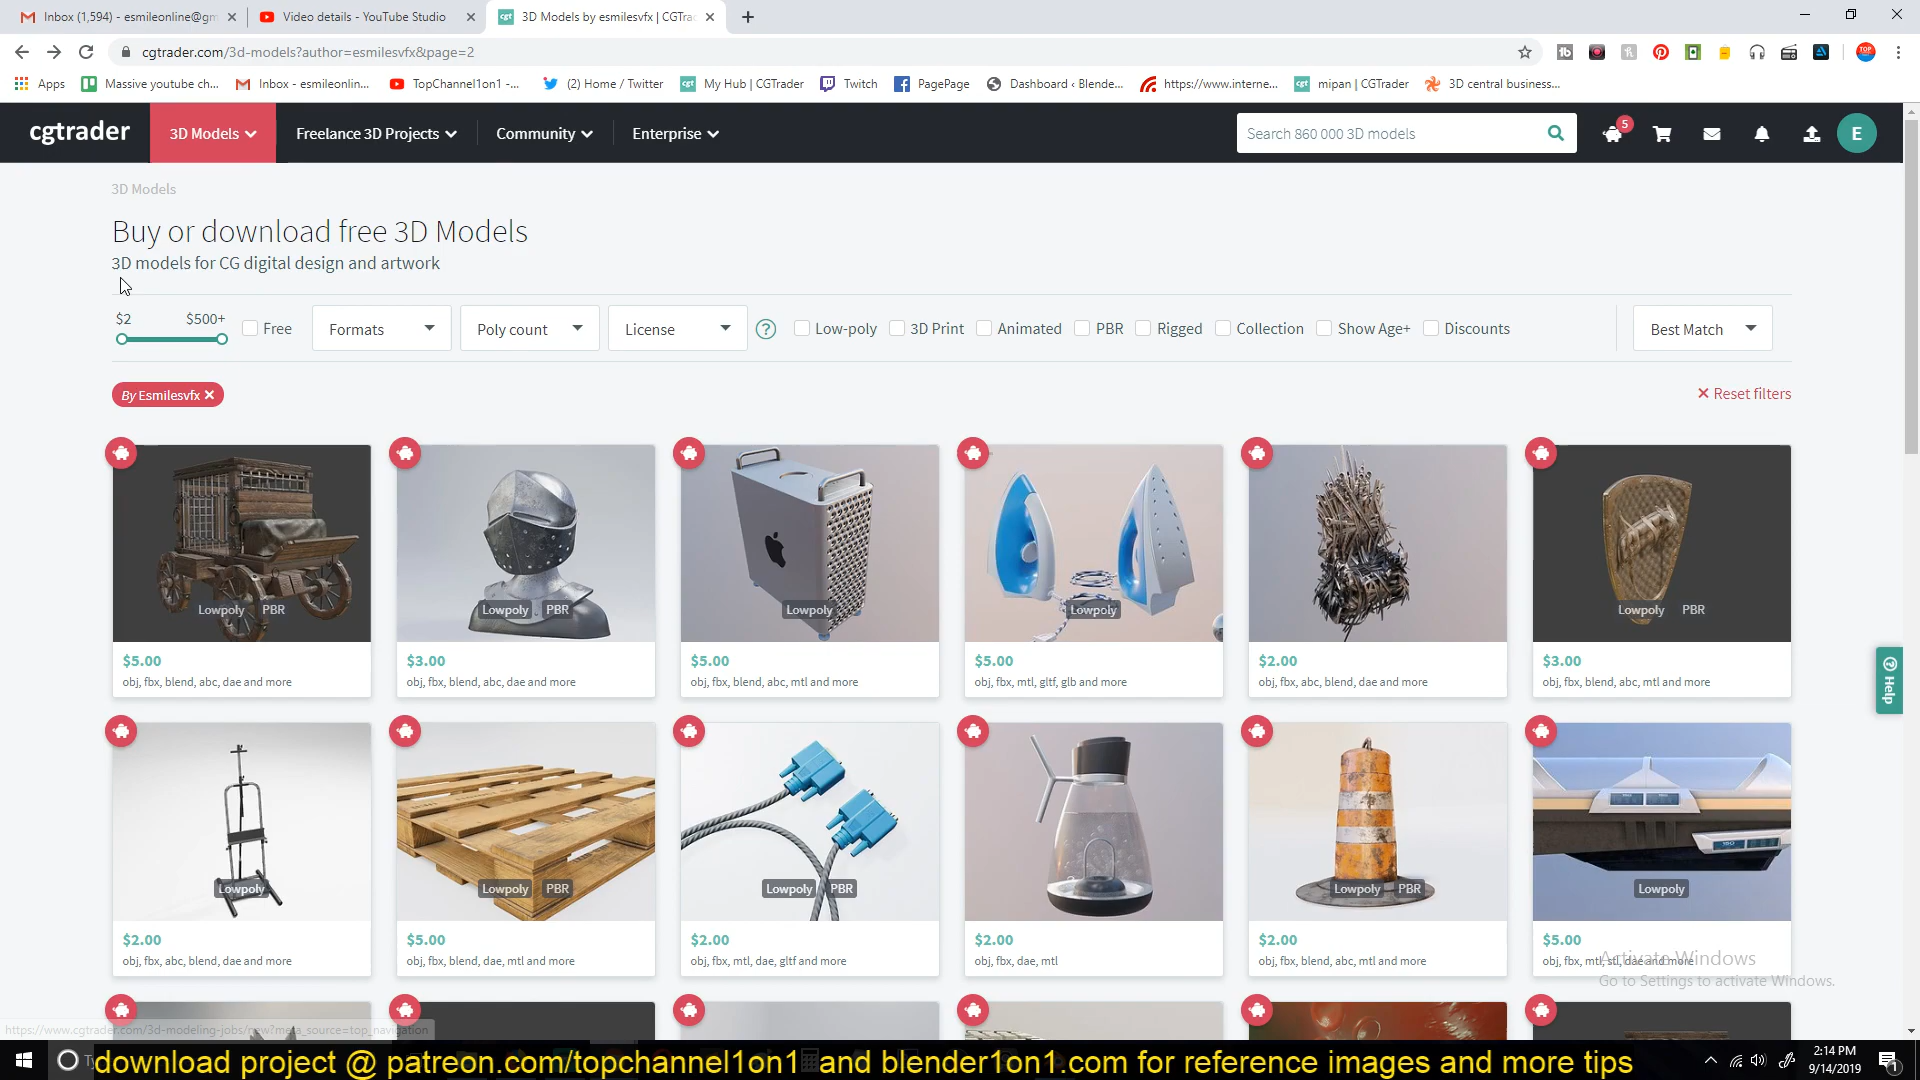 Inbox (1,594) - esmileonline@gm
Video details - YouTube Studio
3D Models by esmilesvfx | CGTra
cgtrader.com/3d-models?author=esmilesvfx&page=2
Apps
Massive youtube ch...
Inbox - esmileonlin...
TopChannel1on1 -...
(2) Home / Twitter
My Hub | CGTrader
Twitch
PagePage
Dashboard ‹ Blende...
https://www.interne...
mipan | CGTrader
3D central business...
cgtrader
3D Models
Freelance 3D Projects
Community
Enterprise
Search 860 000 3D models
5
E
3D Models
Buy or download free 3D Models
3D models for CG digital design and artwork
$2
$500+
Free
Formats
Poly count
License
Low-poly
3D Print
Animated
PBR
Rigged
Collection
Show Age+
Discounts
Best Match
By Esmilesvfx
Reset filters
Lowpoly PBR
Lowpoly PBR
Lowpoly
Lowpoly
Lowpoly PBR
$5.00
$3.00
$5.00
$5.00
$2.00
$3.00
obj, fbx, blend, abc, dae and more
obj, fbx, blend, abc, dae and more
obj, fbx, blend, abc, mtl and more
obj, fbx, mtl, gltf, glb and more
obj, fbx, abc, blend, dae and more
obj, fbx, blend, abc, mtl and more
Help
Lowpoly
Lowpoly PBR
Lowpoly PBR
Lowpoly PBR
Lowpoly
$2.00
$5.00
$2.00
$2.00
$2.00
$5.00
obj, fbx, abc, blend, dae and more
obj, fbx, blend, dae, mtl and more
obj, fbx, mtl, dae, gltf and more
obj, fbx, dae, mtl
obj, fbx, blend, abc, mtl and more
obj, fbx, mtl, stl, dae and more
Activate Windows
Go to Settings to activate Windows.
https://www.cgtrader.com/3d-modeling-jobs/new?meta_source=top_navigation
download project @ patreon.com/topchannel1on1 and blender1on1.com for reference images and more tips
2:14 PM
9/14/2019
1